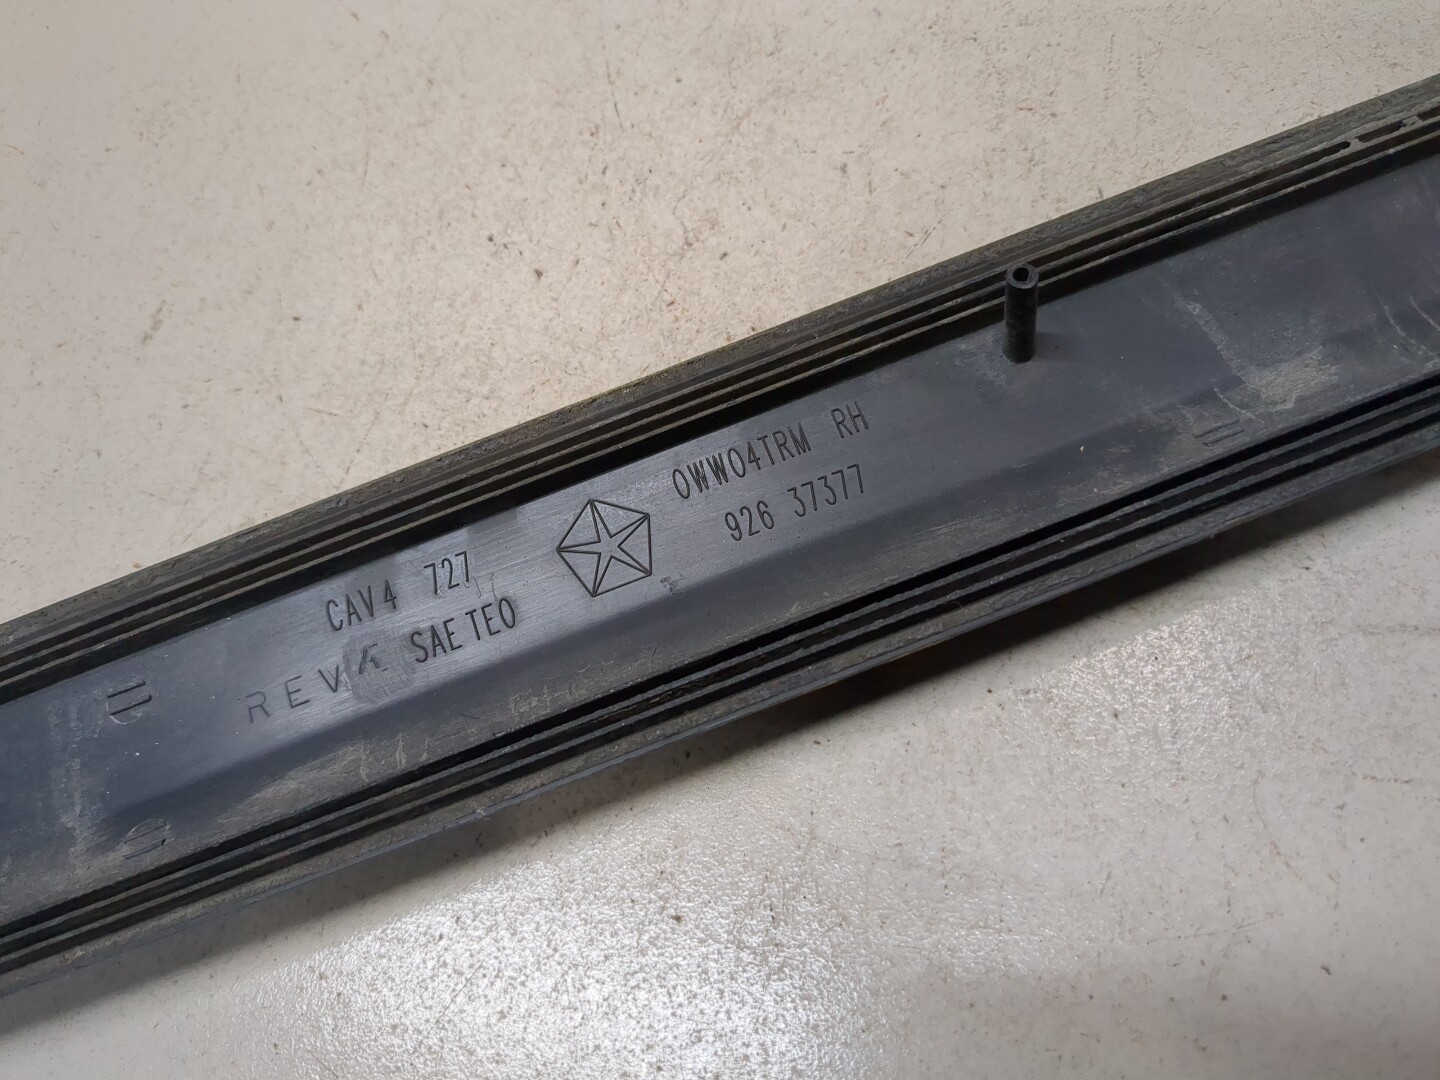 CAV4 727
REV K SAE TEO
0WW04TRM RH
926 37377